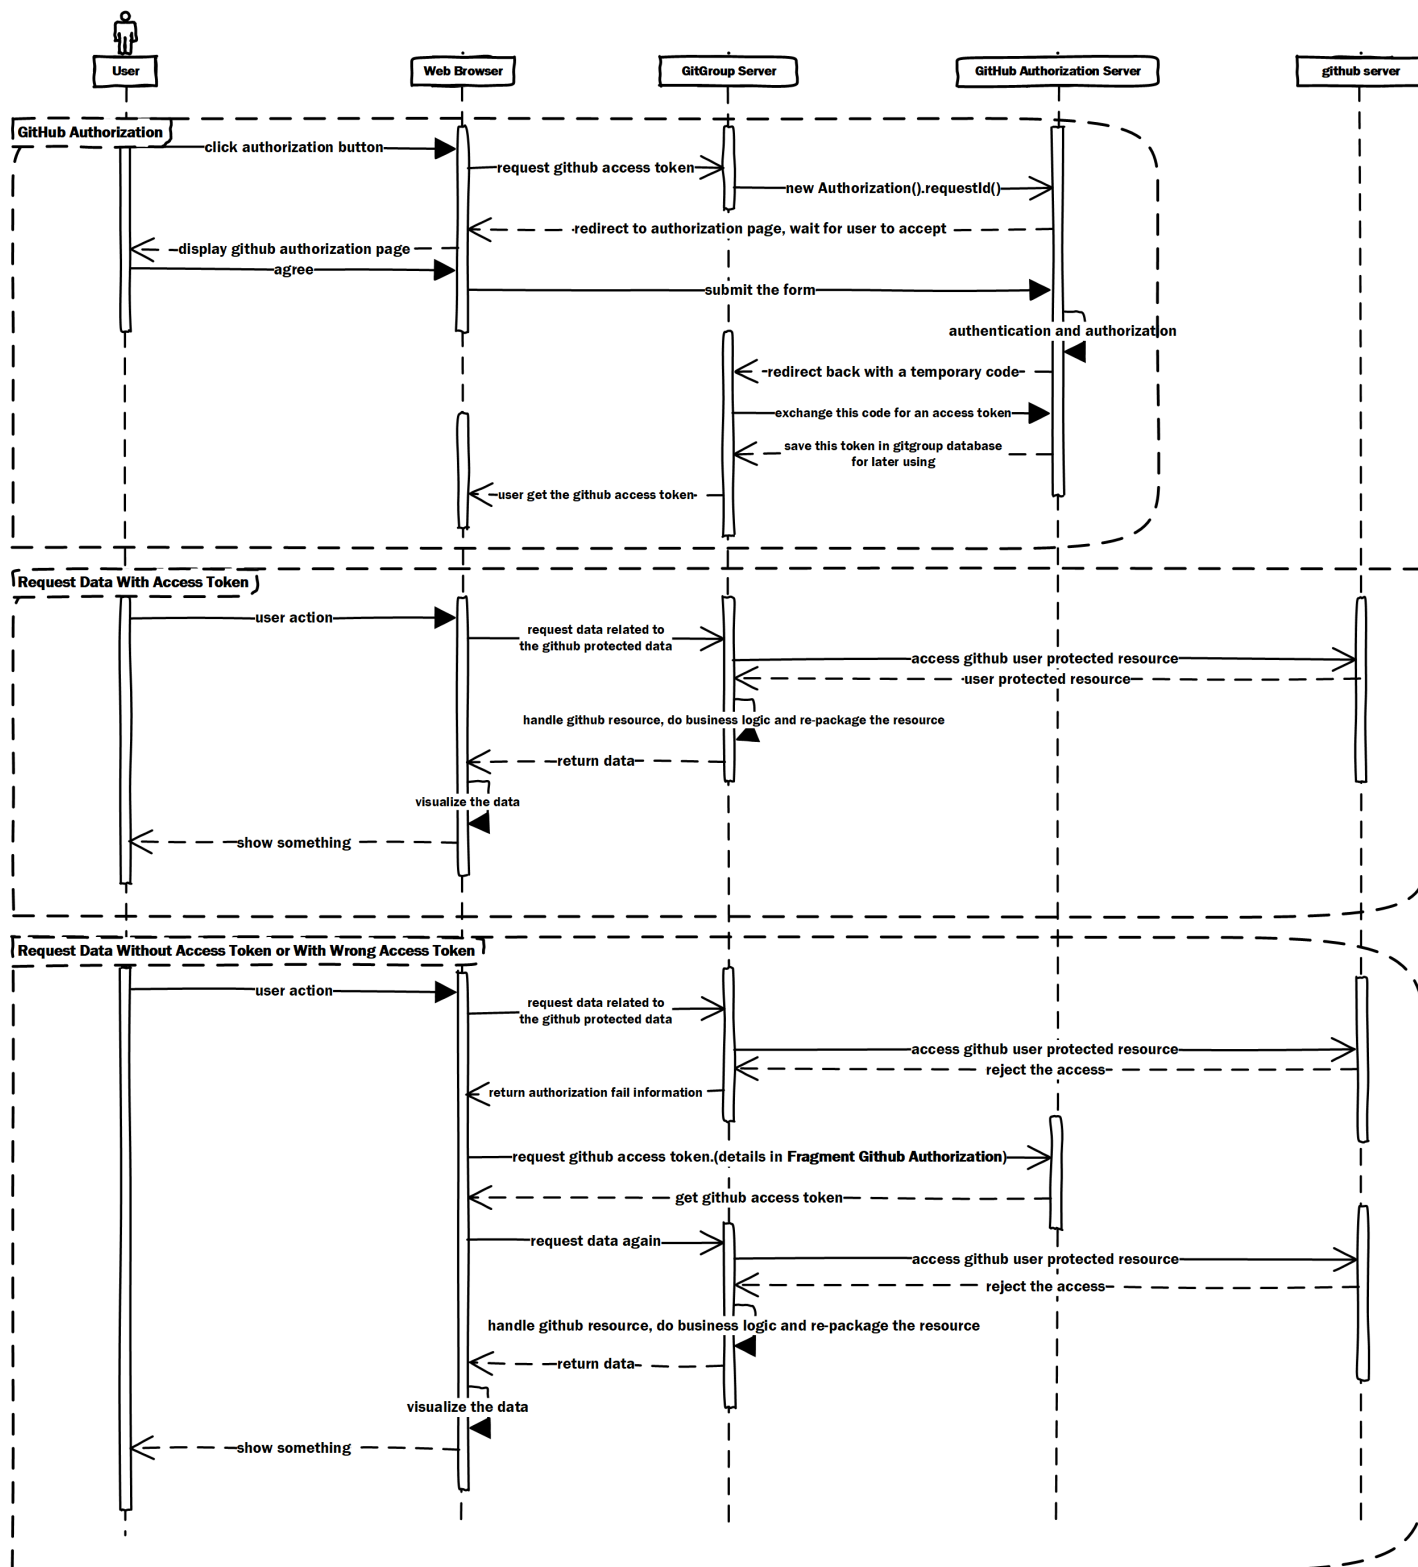 User
Web Browser
GitGroup Server
GitHub Authorization Server
github server
GitHub Authorization
click authorization button
request github access token
new Authorization().requestId()
redirect to authorization page, wait for user to accept
display github authorization page
agree
submit the form
authentication and authorization
redirect back with a temporary code
exchange this code for an access token
save this token in gitgroup database
for later using
user get the github access token
Request Data With Access Token
user action
request data related to
the github protected data
access github user protected resource
user protected resource
handle github resource, do business logic and re-package the resource
return data
visualize the data
show something
Request Data Without Access Token or With Wrong Access Token
user action
request data related to
the github protected data
access github user protected resource
reject the access
return authorization fail information
request github access token.(details in Fragment Github Authorization)
get github access token
request data again
access github user protected resource
reject the access
handle github resource, do business logic and re-package the resource
return data
visualize the data
show something